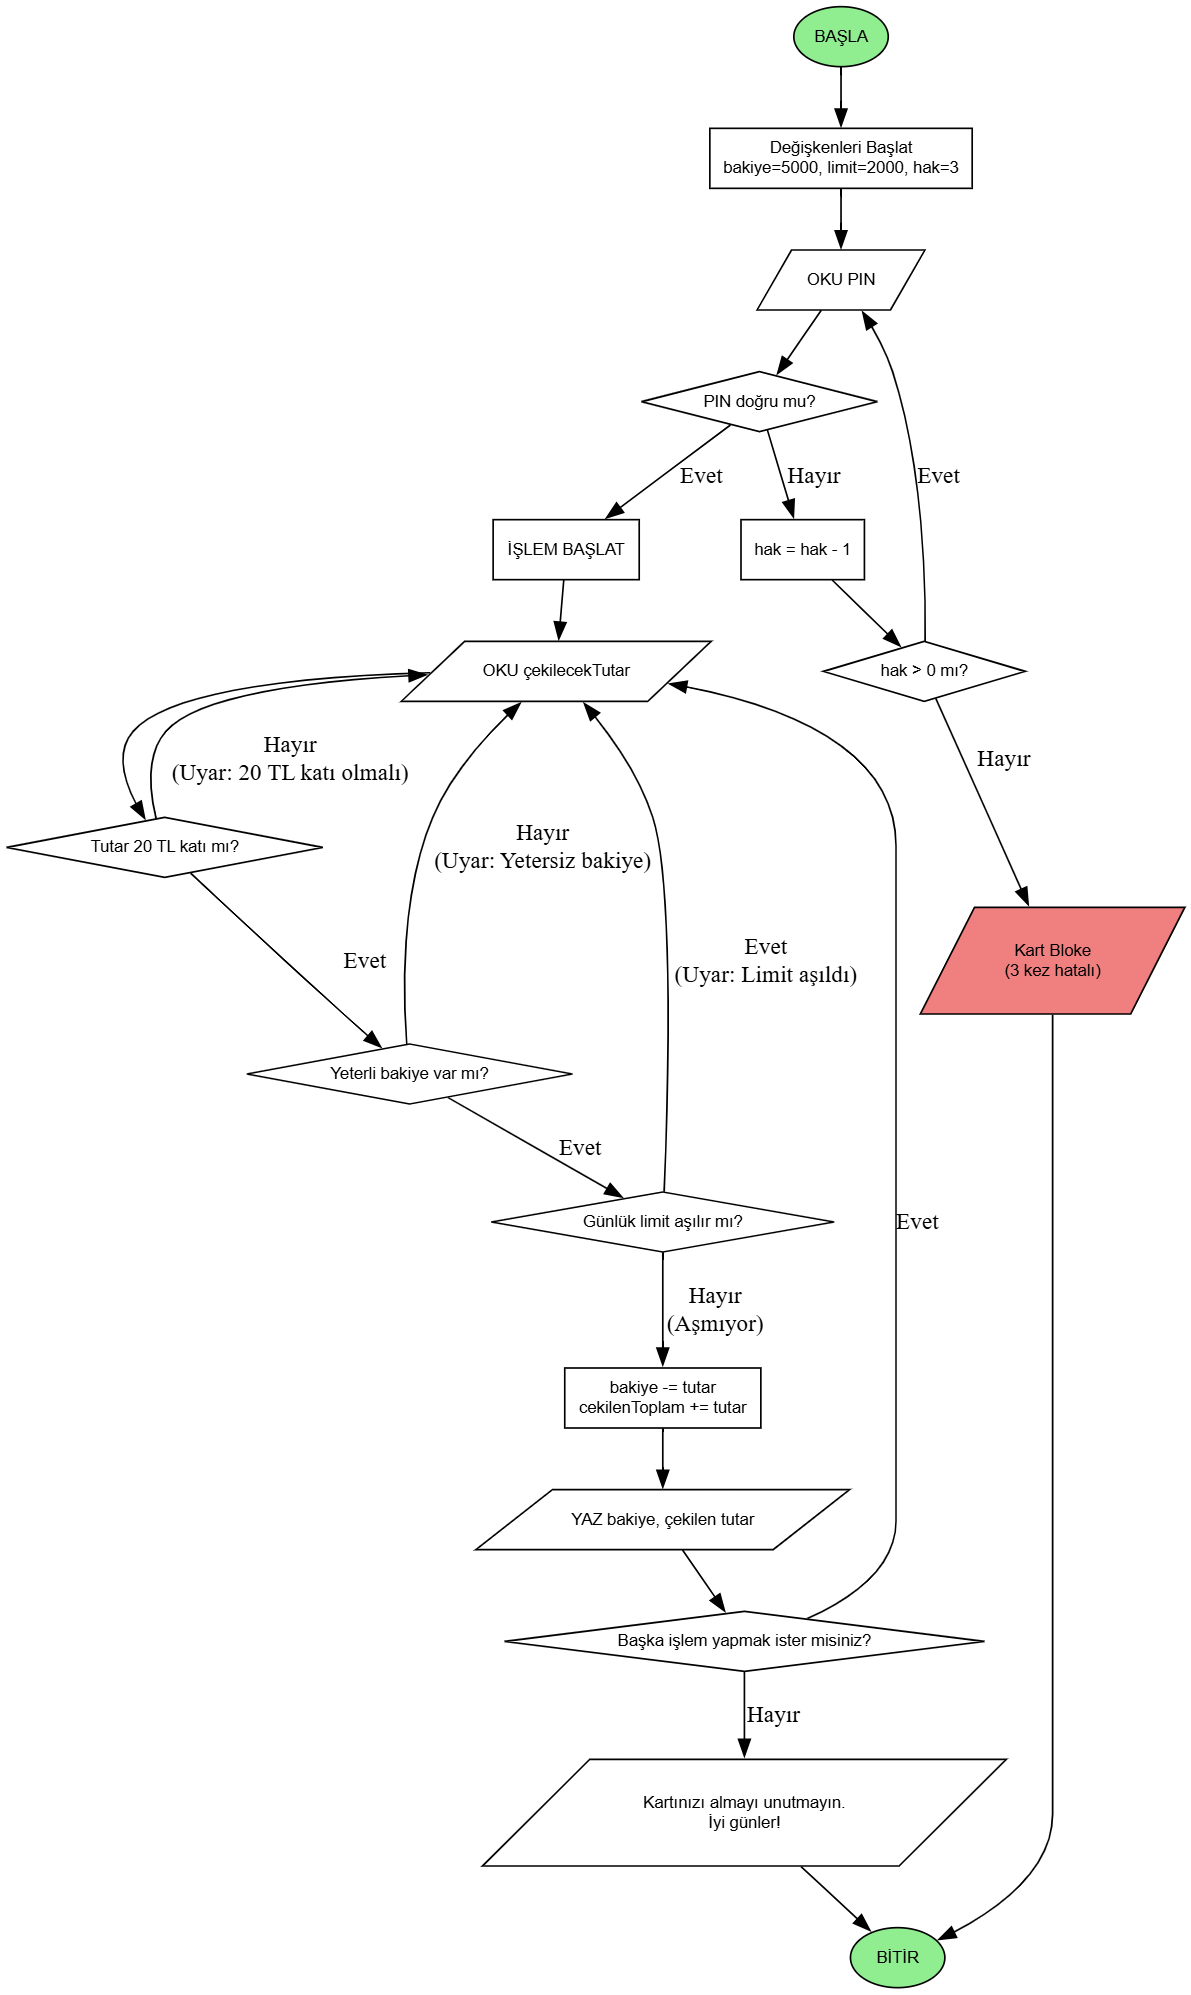 BAŞLA
Değişkenleri Başlat
bakiye=5000, limit=2000, hak=3
OKU PIN
PIN doğru mu?
Evet
Hayır
Evet
İŞLEM BAŞLAT
hak = hak - 1
OKU çekilecekTutar
hak > 0 mı?
Hayır
(Uyar: 20 TL katı olmalı)
Hayır
Tutar 20 TL katı mı?
Hayır
(Uyar: Yetersiz bakiye)
Evet
Evet
(Uyar: Limit aşıldı)
Kart Bloke
(3 kez hatalı)
Yeterli bakiye var mı?
Evet
Günlük limit aşılır mı?
Evet
Hayır
(Aşmıyor)
bakiye -= tutar
cekilenToplam += tutar
YAZ bakiye, çekilen tutar
Başka işlem yapmak ister misiniz?
Hayır
Kartınızı almayı unutmayın.
İyi günler!
BİTİR